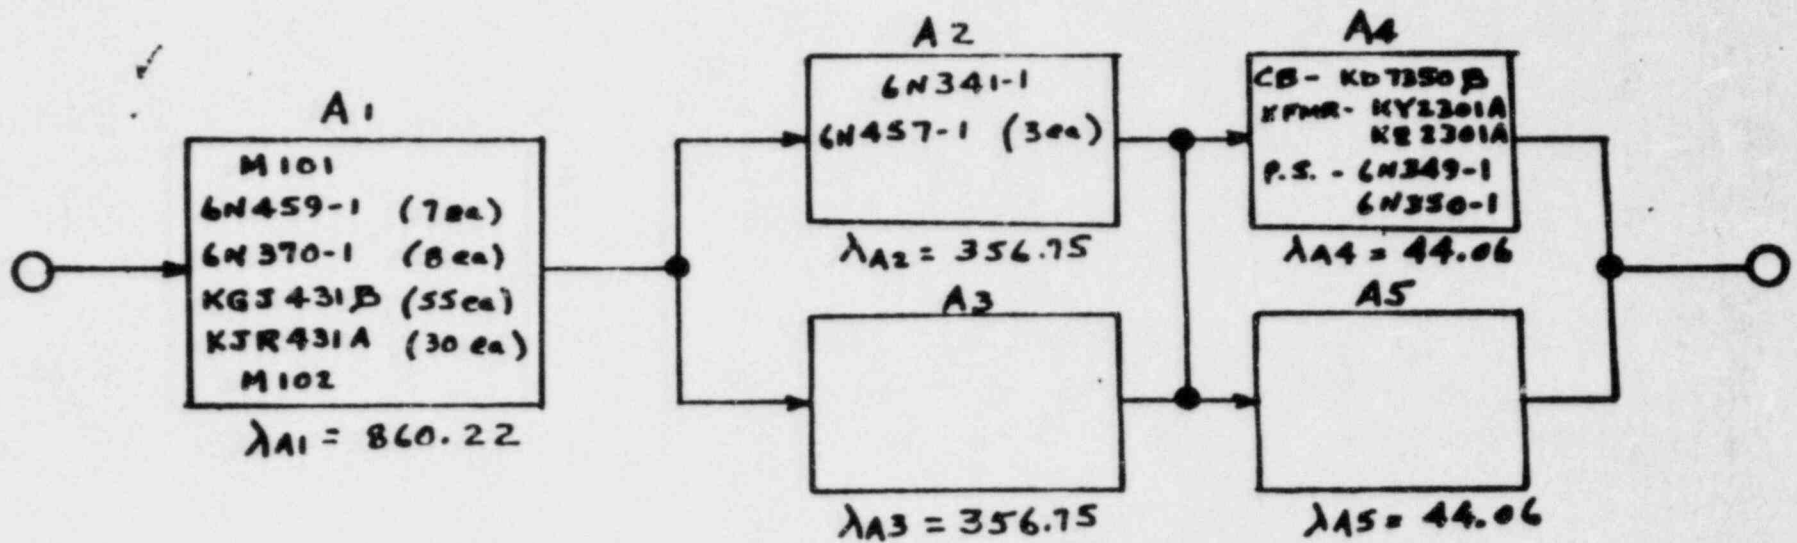 A1
M101
6N459-1 (7ea)
6N370-1 (8ea)
KGJ431B (55ea)
KJR431A (30 ea)
M102
λA1 = 860.22
A2
6N341-1
6N457-1 (3ea)
λA2 = 356.75
A3
λA3 = 356.75
A4
CB - KD7350B
XFMR - KY2301A
KZ2301A
P.S. - 6N349-1
6N350-1
λA4 = 44.06
A5
λA5 = 44.06